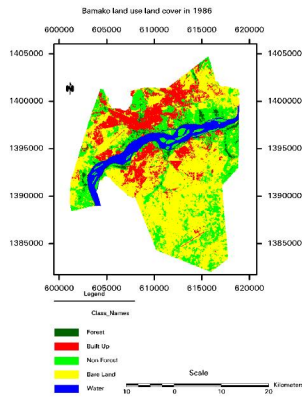 Bamako land use land cover in 1986
600000 605000 610000 615000 620000
1405000 1405000
1400000 1400000
N
1395000 1395000
1390000 1390000
1385000 1385000
600000 605000 610000 615000 620000
Legend
Class_Names
Forest
Built Up
Non Forest
Bare Land
Water
Scale
10 0 10 20 Kilometers